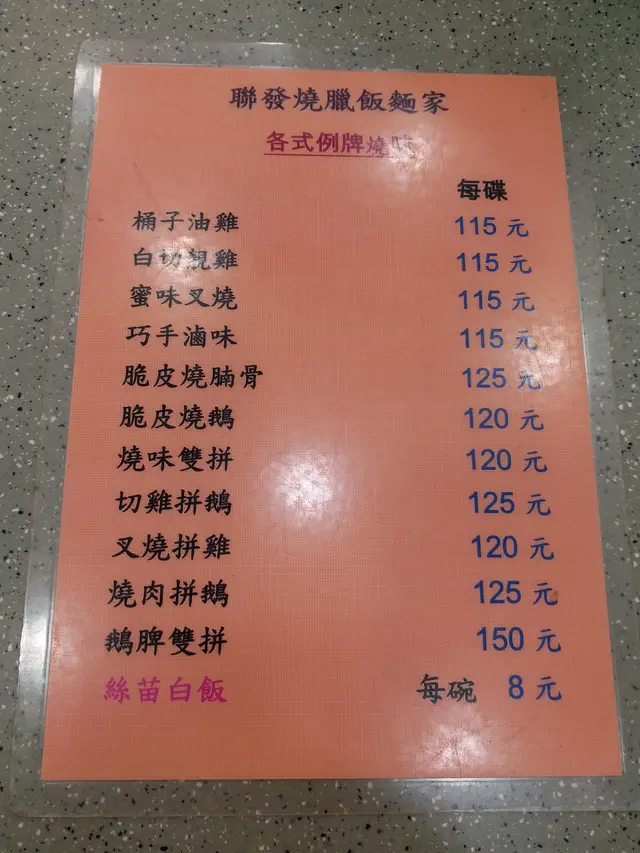 聯發燒臘飯麵家
各式例牌燒味
每碟
桶子油雞 115 元
白切雞 115 元
蜜味叉燒 115 元
巧手滷味 115 元
脆皮燒腩骨 125 元
脆皮燒鵝 120 元
燒味雙拼 120 元
切雞拼鵝 125 元
叉燒拼雞 120 元
燒肉拼鵝 125 元
鵝脾雙拼 150 元
絲苗白飯 每碗 8 元